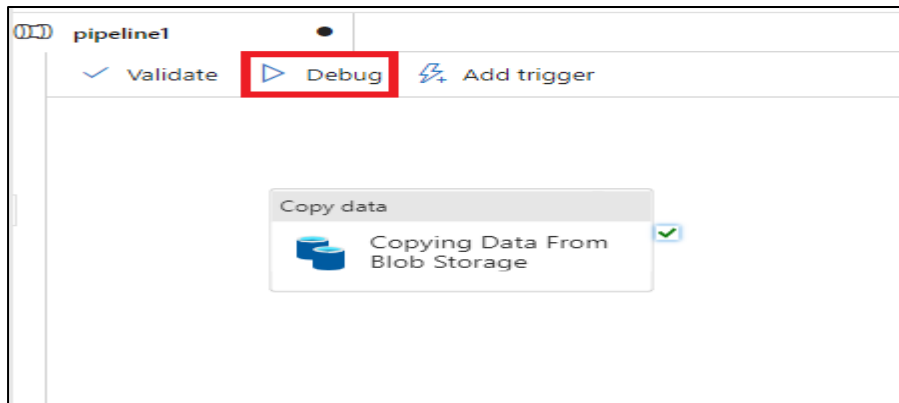 pipeline1
Validate Debug Add trigger
Copy data
Copying Data From
Blob Storage